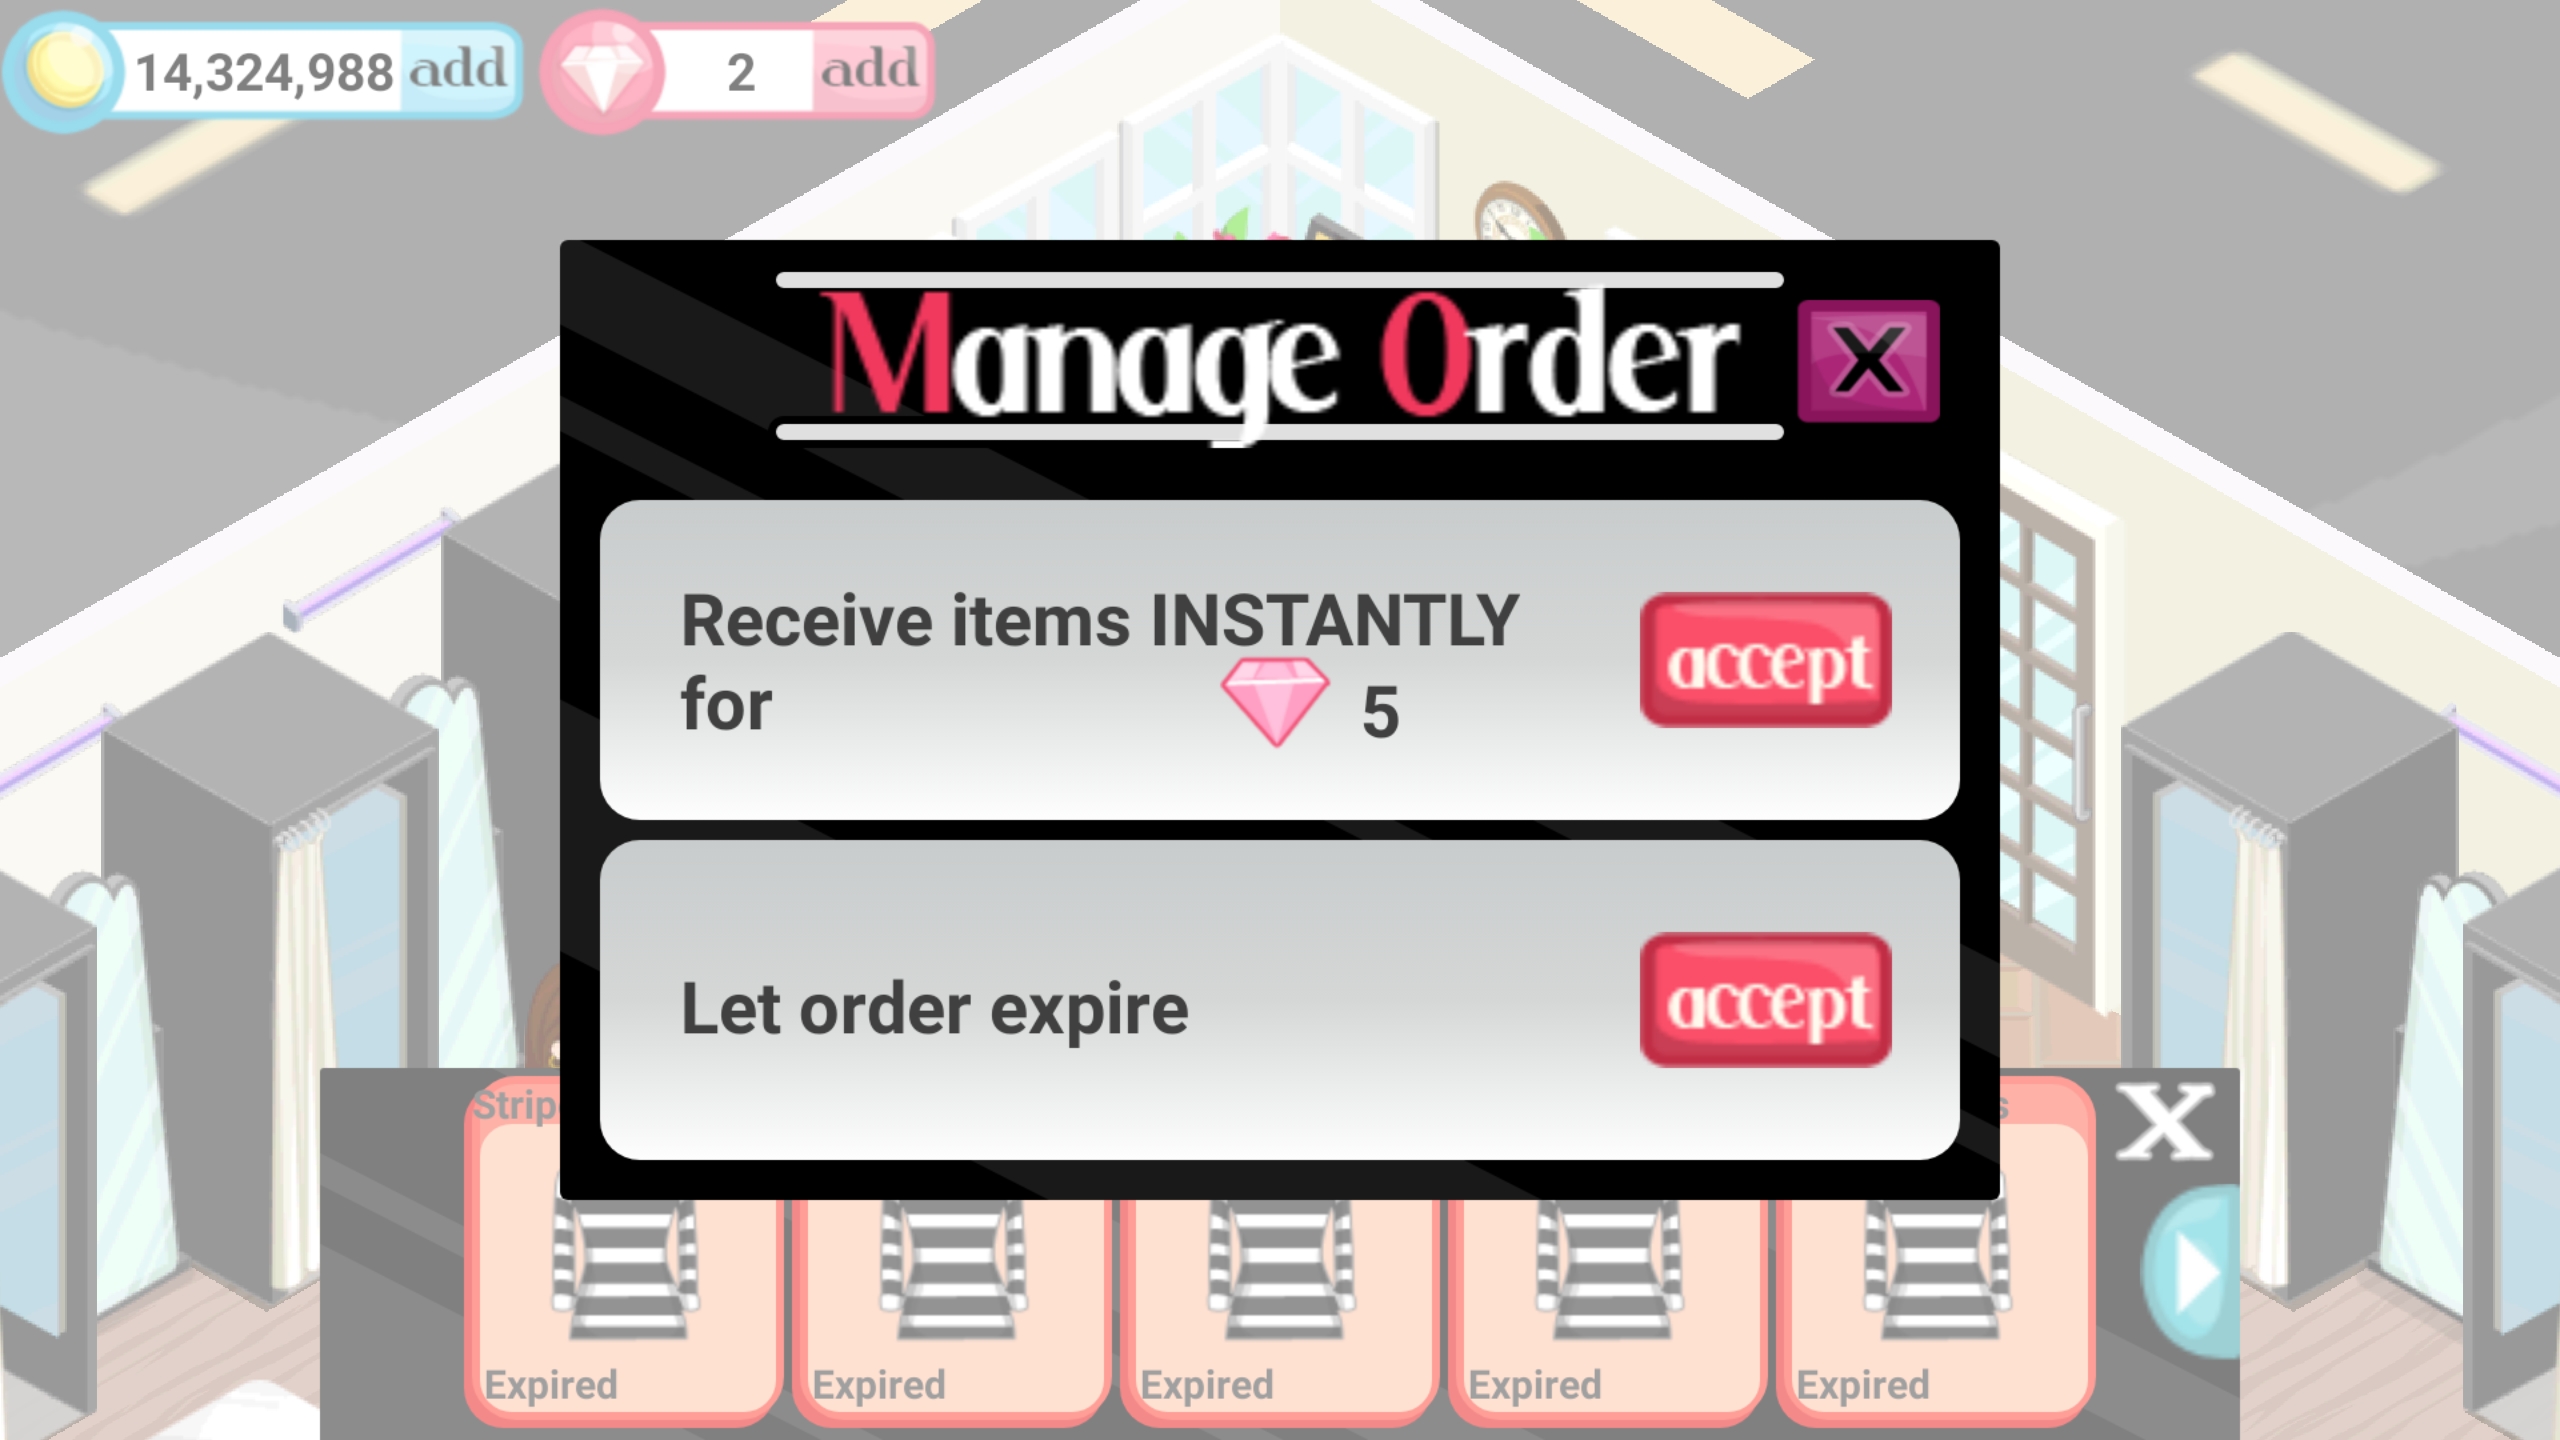 14,324,988 add
2 add
Manage Order
X
Receive items INSTANTLY
for 5
accept
Let order expire
accept
X
Expired
Expired
Expired
Expired
Expired